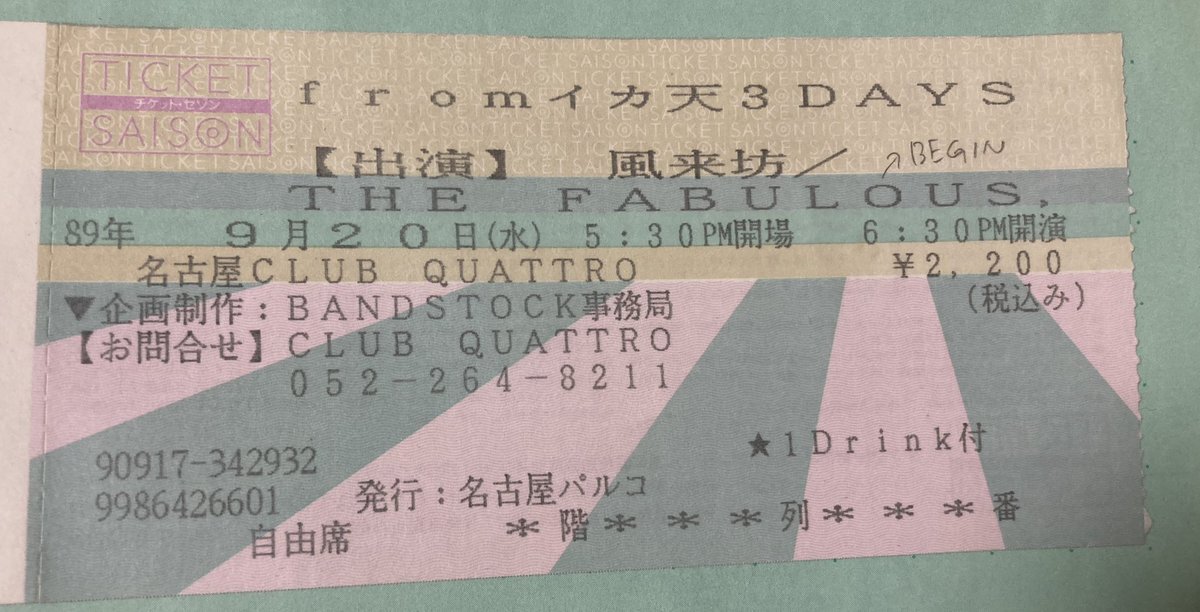 TICKET
チケット・セゾン
SAISON
fromイカ天3DAYS
【出演】 風来坊／
↗BEGIN
THE FABULOUS,
89年 9月20日(水) 5:30PM開場 6:30PM開演
名古屋CLUB QUATTRO ¥2,200
▼企画制作：BANDSTOCK事務局 (税込み)
【お問合せ】CLUB QUATTRO
052-264-8211
★1Drink付
90917-342932
9986426601 発行：名古屋パルコ
自由席 *階***列***番